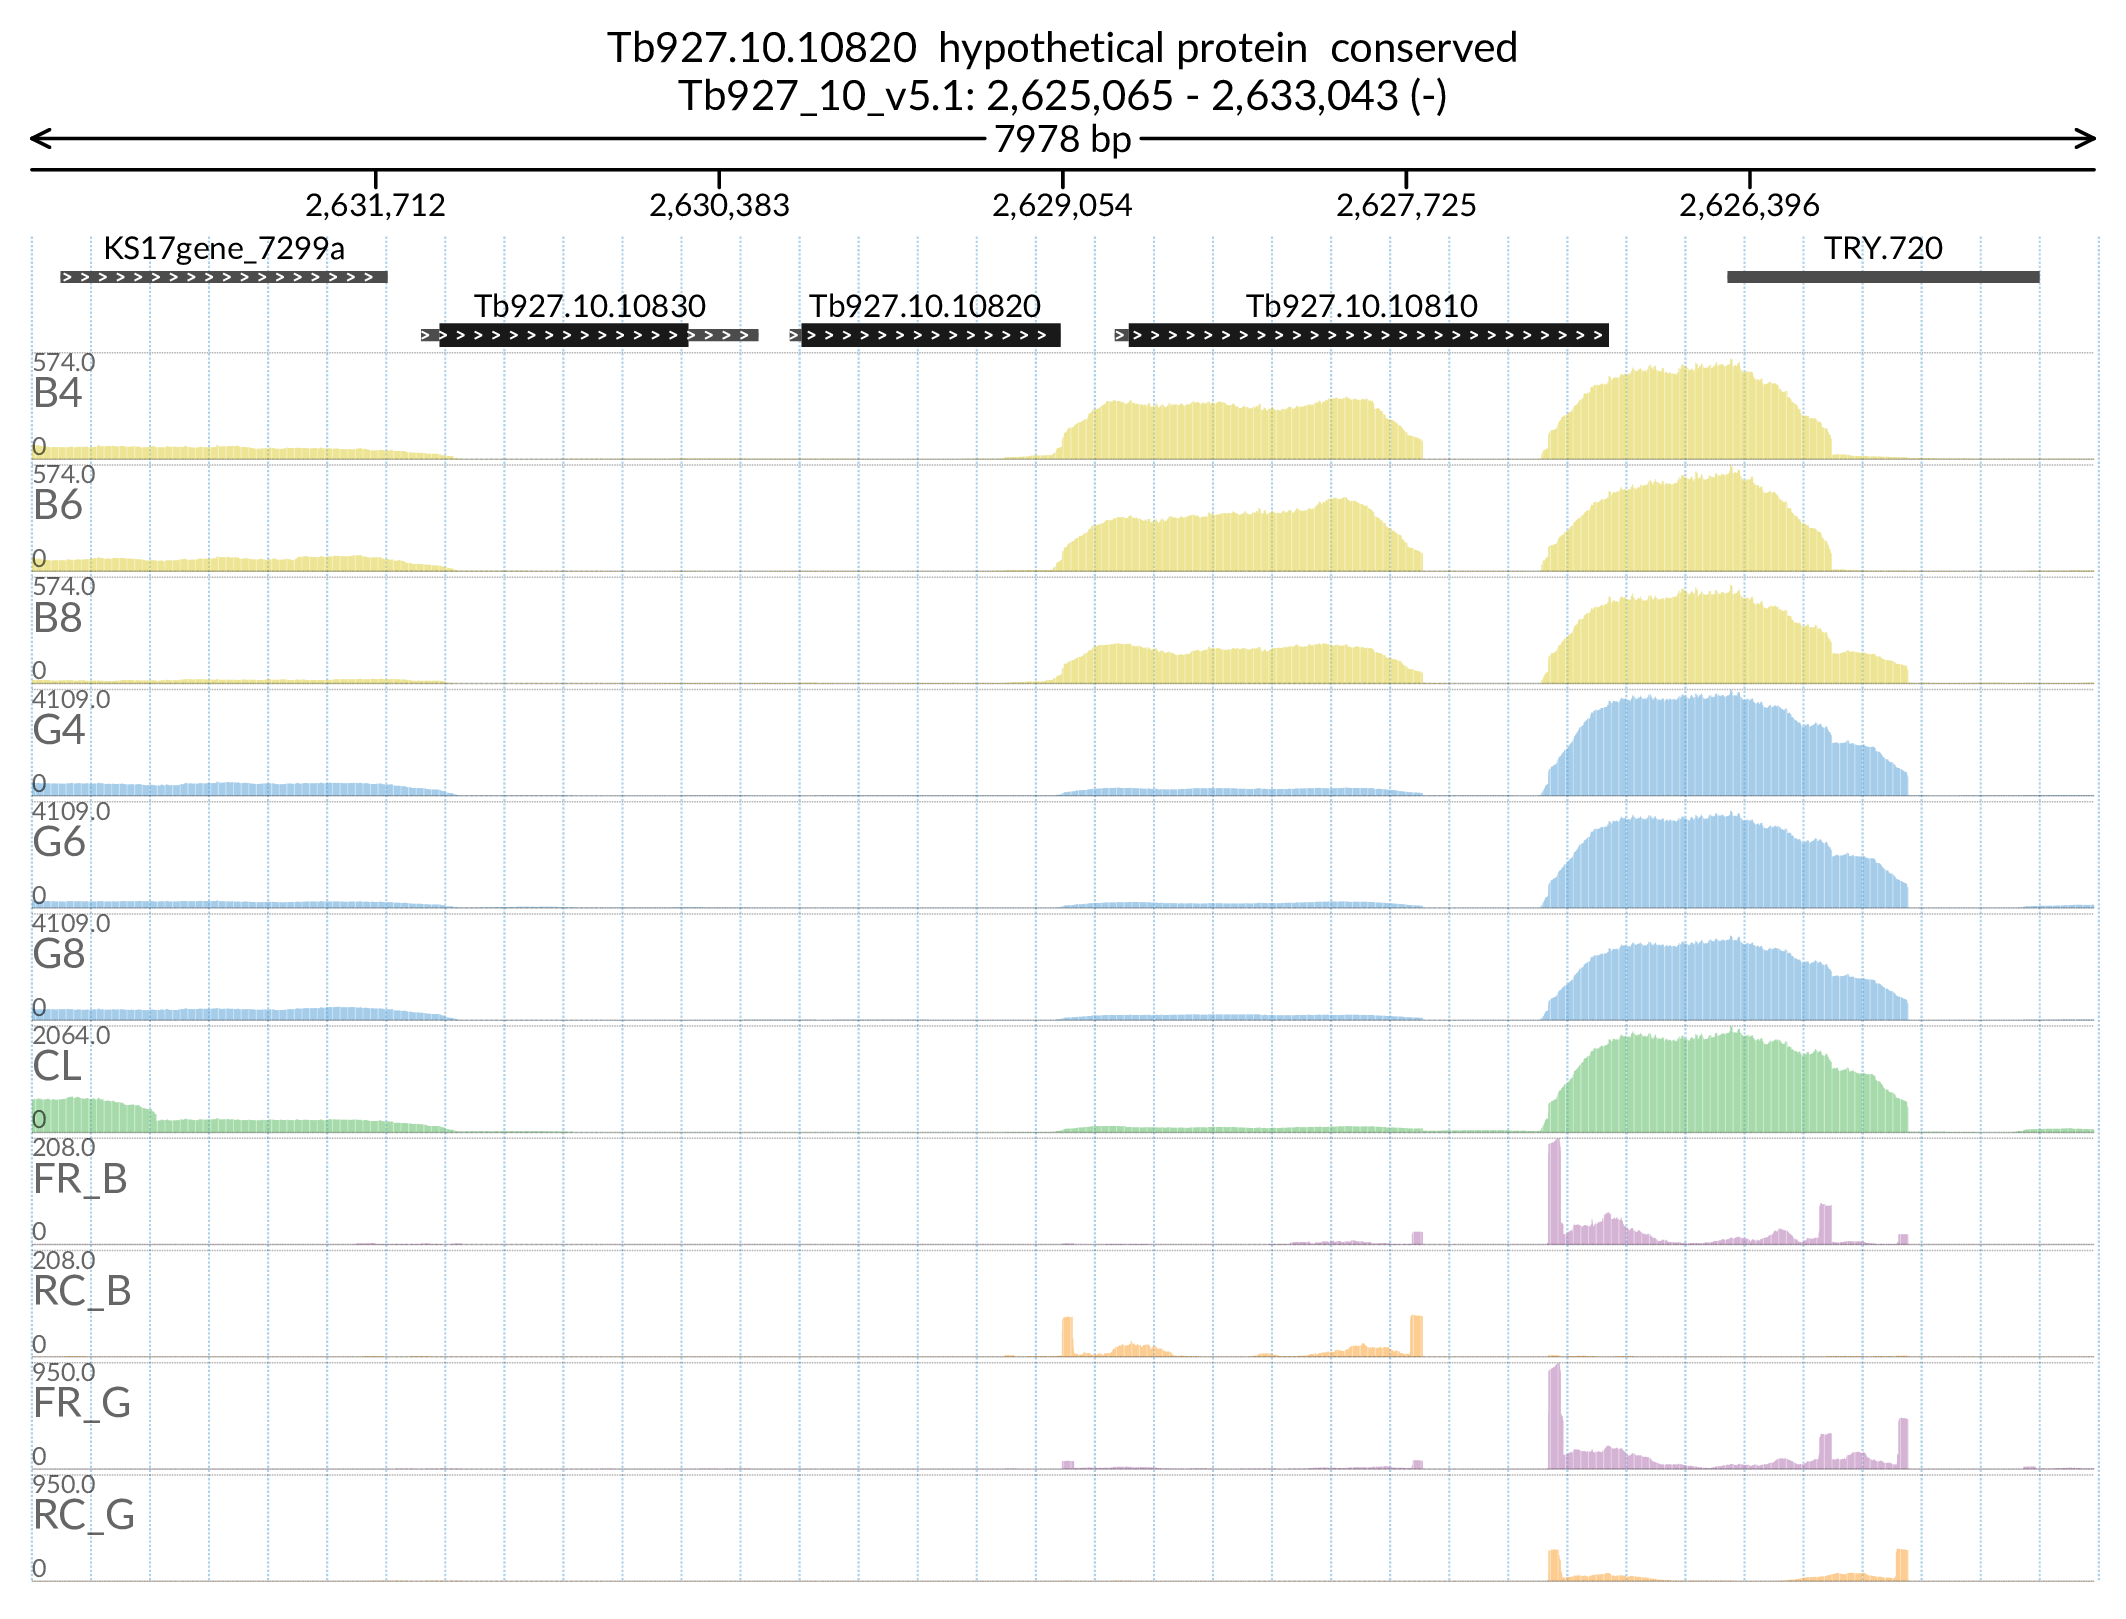 Tb927.10.10820  hypothetical protein  conserved
Tb927_10_v5.1: 2,625,065 - 2,633,043 (-)
7978 bp
2,631,712 2,630,383 2,629,054 2,627,725 2,626,396
KS17gene_7299a TRY.720
Tb927.10.10830 Tb927.10.10820 Tb927.10.10810
574.0
B4
0
574.0
B6
0
574.0
B8
0
4109.0
G4
0
4109.0
G6
0
4109.0
G8
0
2064.0
CL
0
208.0
FR_B
0
208.0
RC_B
0
950.0
FR_G
0
950.0
RC_G
0